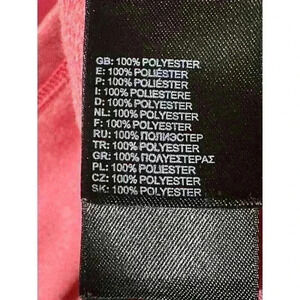 GB: 100% POLYESTER
E: 100% POLIÉSTER
P: 100% POLIÉSTER
I: 100% POLIESTERE
D: 100% POLYESTER
NL: 100% POLYESTER
F: 100% POLYESTER
RU: 100% ПОЛИЭСТЕР
TR: 100% POLYESTER
GR: 100% ΠΟΛΥΕΣΤΕΡΑΣ
PL: 100% POLIESTER
CZ: 100% POLYESTER
SK: 100% POLYESTER